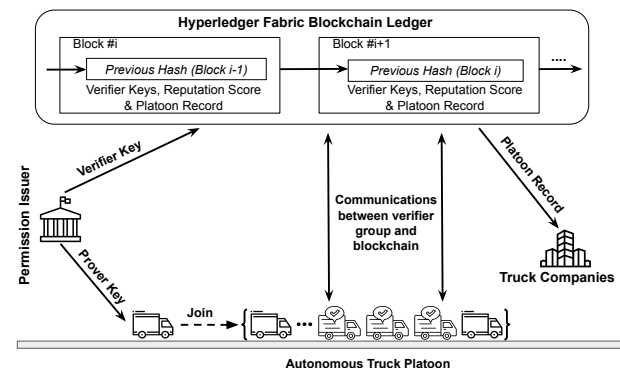 Hyperledger Fabric Blockchain Ledger
Block #i
Previous Hash (Block i-1)
Verifier Keys, Reputation Score
& Platoon Record
Block #i+1
Previous Hash (Block i)
Verifier Keys, Reputation Score
& Platoon Record
....
Verifier Key
Permission Issuer
Prover Key
Communications
between verifier
group and
blockchain
Platoon Record
Truck Companies
Join
{
...
}
Autonomous Truck Platoon